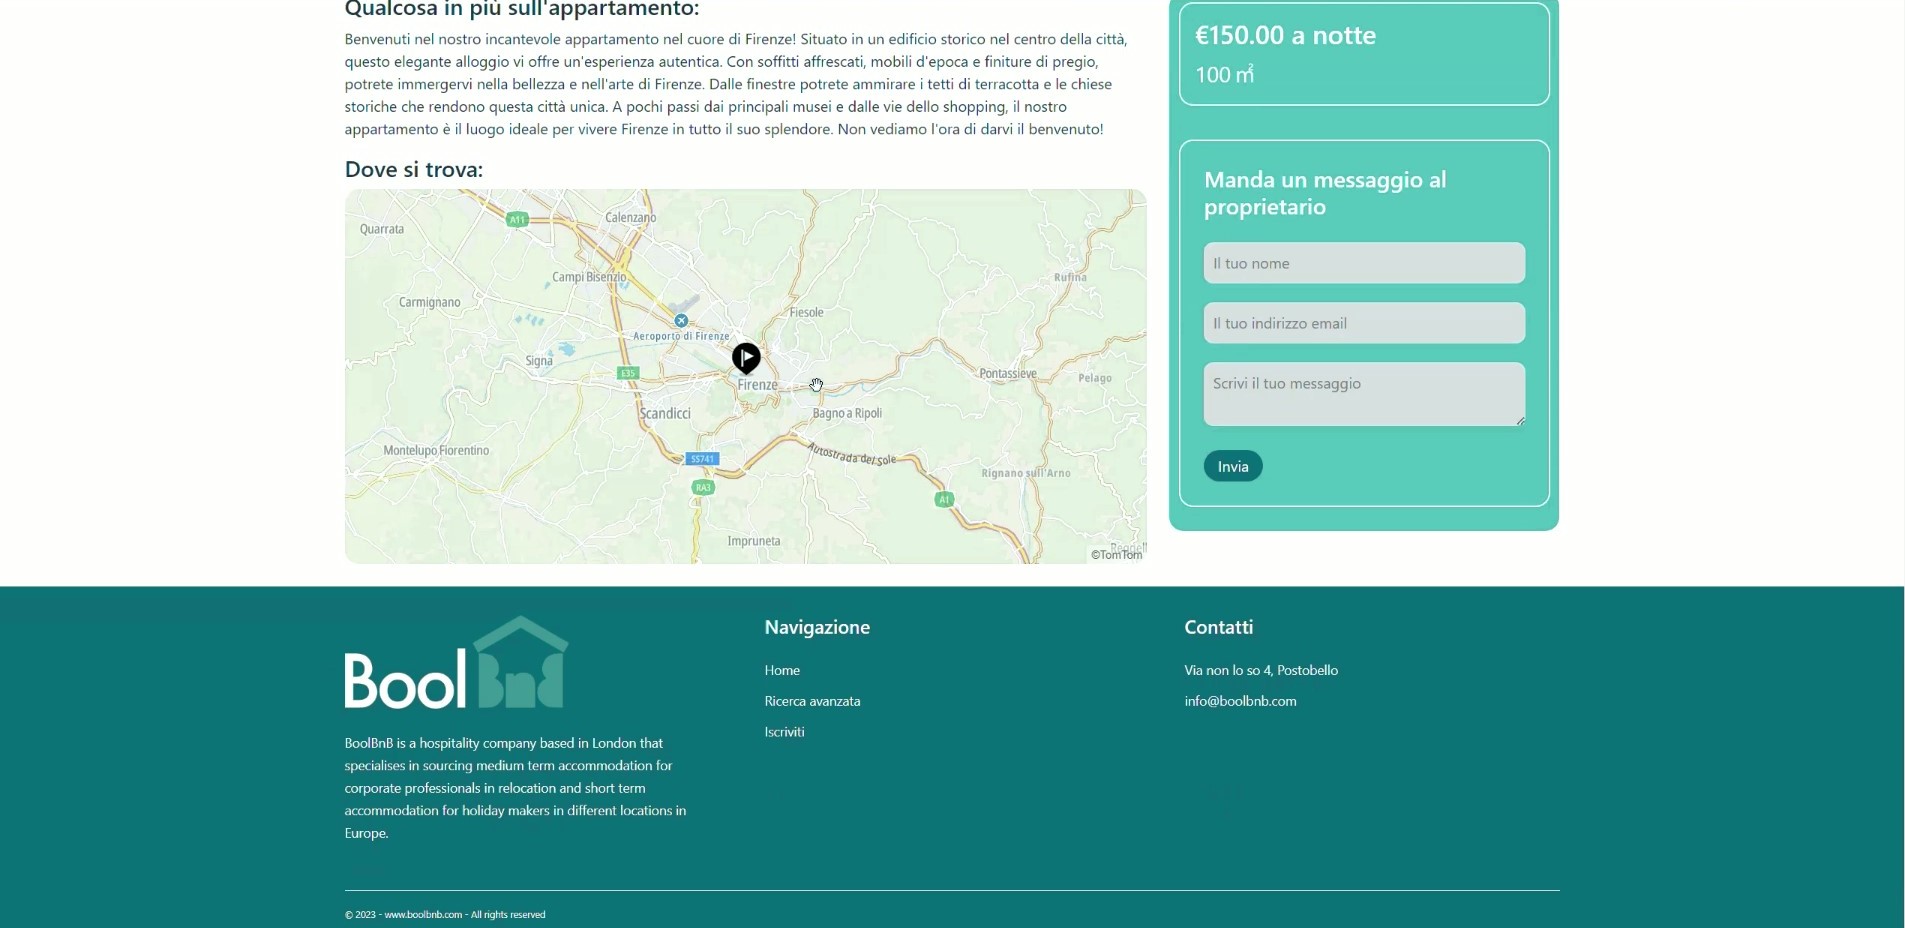 Qualcosa in più sull'appartamento:
Benvenuti nel nostro incantevole appartamento nel cuore di Firenze! Situato in un edificio storico nel centro della città,
questo elegante alloggio vi offre un'esperienza autentica. Con soffitti affrescati, mobili d'epoca e finiture di pregio,
potrete immergervi nella bellezza e nell'arte di Firenze. Dalle finestre potrete ammirare i tetti di terracotta e le chiese
storiche che rendono questa città unica. A pochi passi dai principali musei e dalle vie dello shopping, il nostro
appartamento è il luogo ideale per vivere Firenze in tutto il suo splendore. Non vediamo l'ora di darvi il benvenuto!
Dove si trova:
A11
Calenzano
Quarrata
Campi Bisenzio
Rufina
Carmignano
Fiesole
Aeroporto di Firenze
Signa
E35
Firenze
Pontassieve
Pelago
Scandicci
Bagno a Ripoli
Montelupo Fiorentino
SS741
Autostrada del Sole
Rignano sull'Arno
RA3
A1
Impruneta
©TomTom
€150.00 a notte
100 ㎡
Manda un messaggio al
proprietario
Il tuo nome
Il tuo indirizzo email
Scrivi il tuo messaggio
Invia
Bool BnB
BoolBnB is a hospitality company based in London that
specialises in sourcing medium term accommodation for
corporate professionals in relocation and short term
accommodation for holiday makers in different locations in
Europe.
Navigazione
Home
Ricerca avanzata
Iscriviti
Contatti
Via non lo so 4, Postobello
info@boolbnb.com
© 2023 - www.boolbnb.com - All rights reserved